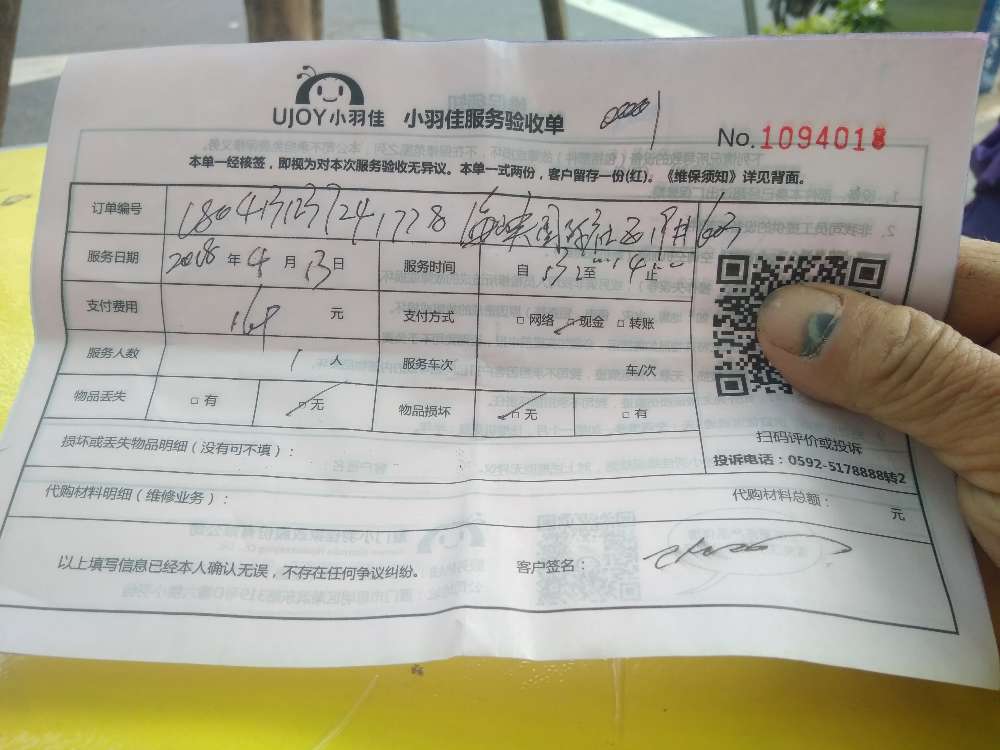 UJOY小羽佳 小羽佳服务验收单
No.1094018
本单一经接签，即视为对本次服务验收无异议。本单一式两份，客户留存一份(红)。《维保须知》详见背面。
订单编号
服务日期 2018 年 4 月 13 日 服务时间 自 13 至 14 止
支付费用 元 支付方式 □网络 □现金 □转账
服务人数 1 人 服务车次 车/次
物品丢失 □有 □无 物品损坏 □无 □有
扫码评价或投诉
投诉电话：0592-5178888转2
损坏或丢失物品明细（没有可不填）：
代购材料明细（维修业务）： 代购材料总额： 元
以上填写信息已经本人确认无误，不存在任何争议纠纷。 客户签名：